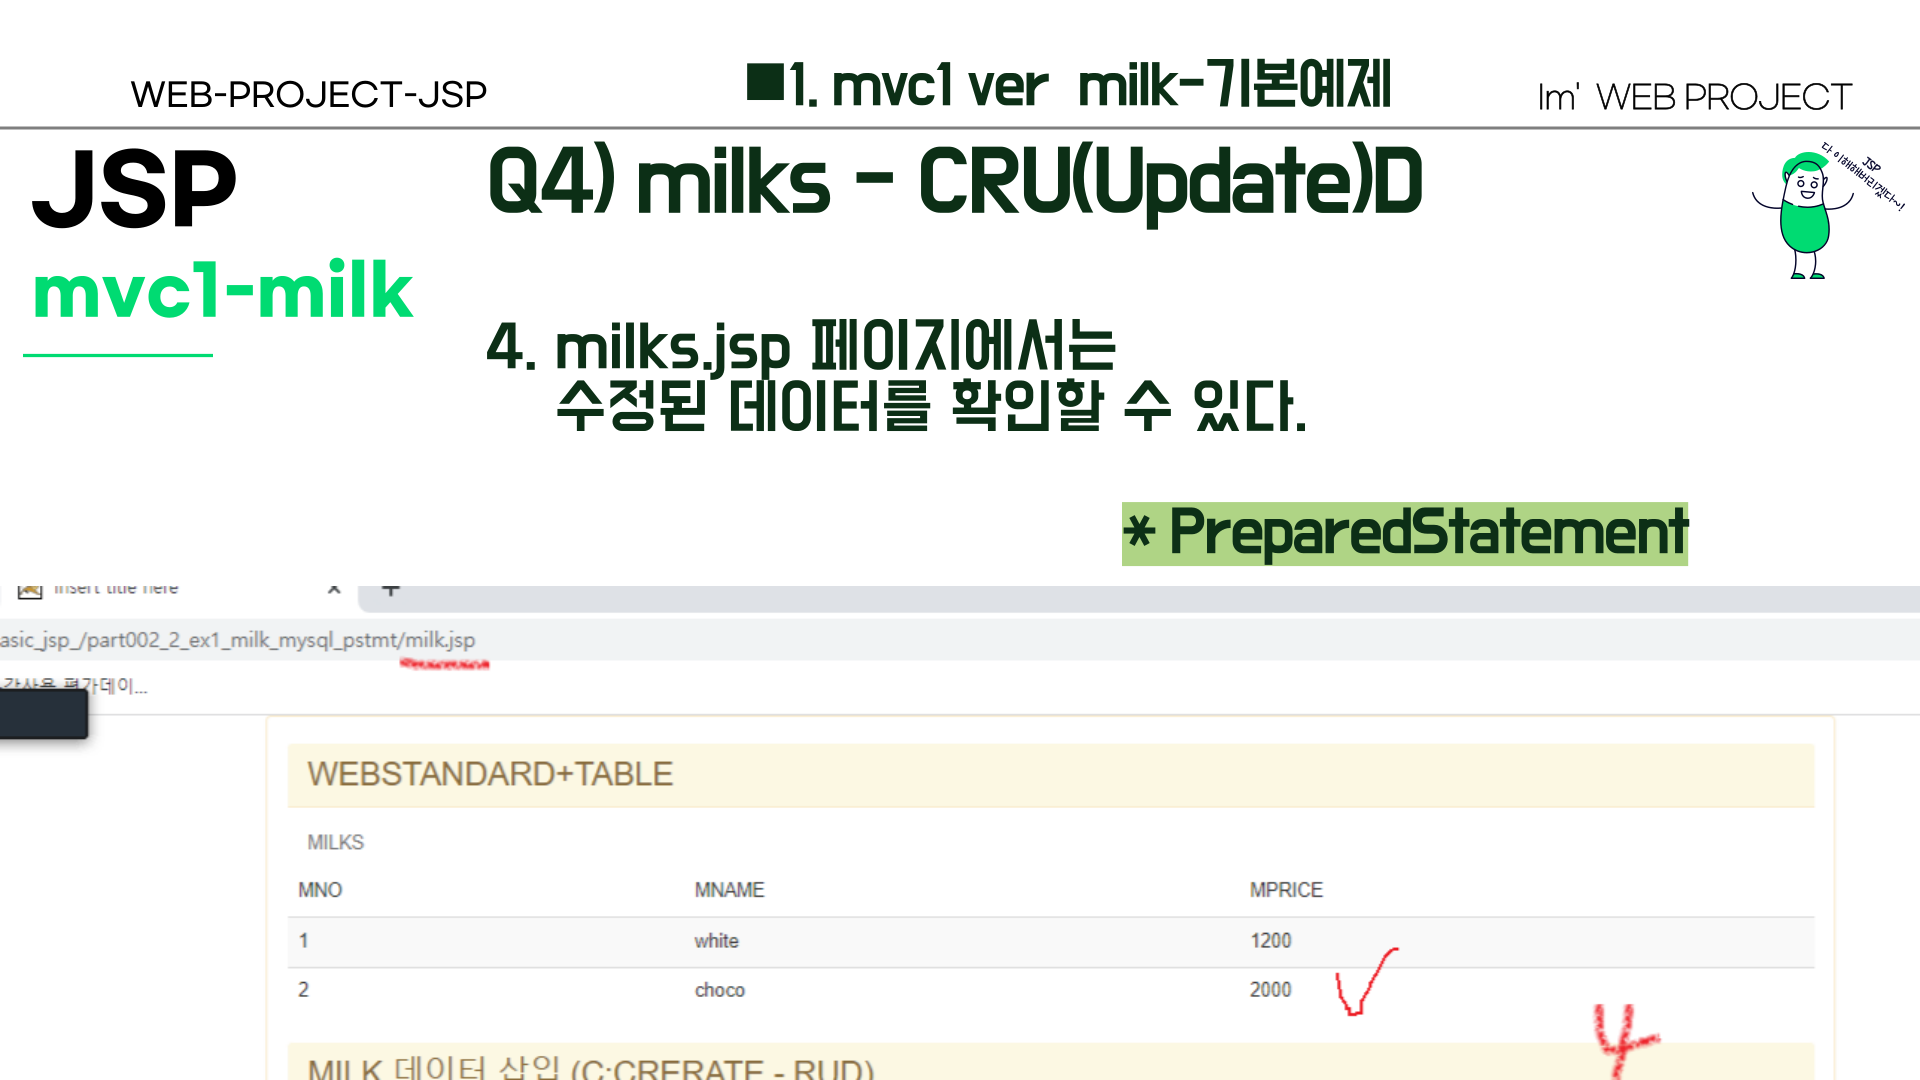 WEB-PROJECT-JSP
■1. mvc1 ver milk-기본예제
Im' WEB PROJECT
JSP
mvc1-milk
Q4) milks - CRU(Update)D
JSP
다 이해해버리겠다~!
4. milks.jsp 페이지에서는
수정된 데이터를 확인할 수 있다.
* PreparedStatement
Insert title here
asic_jsp_/part002_2_ex1_milk_mysql_pstmt/milk.jsp
평가데이...
WEBSTANDARD+TABLE
MILKS
MNO MNAME MPRICE
1 white 1200
2 choco 2000
4
MILK 데이터 삽입 (C:CRERATE - RUD)